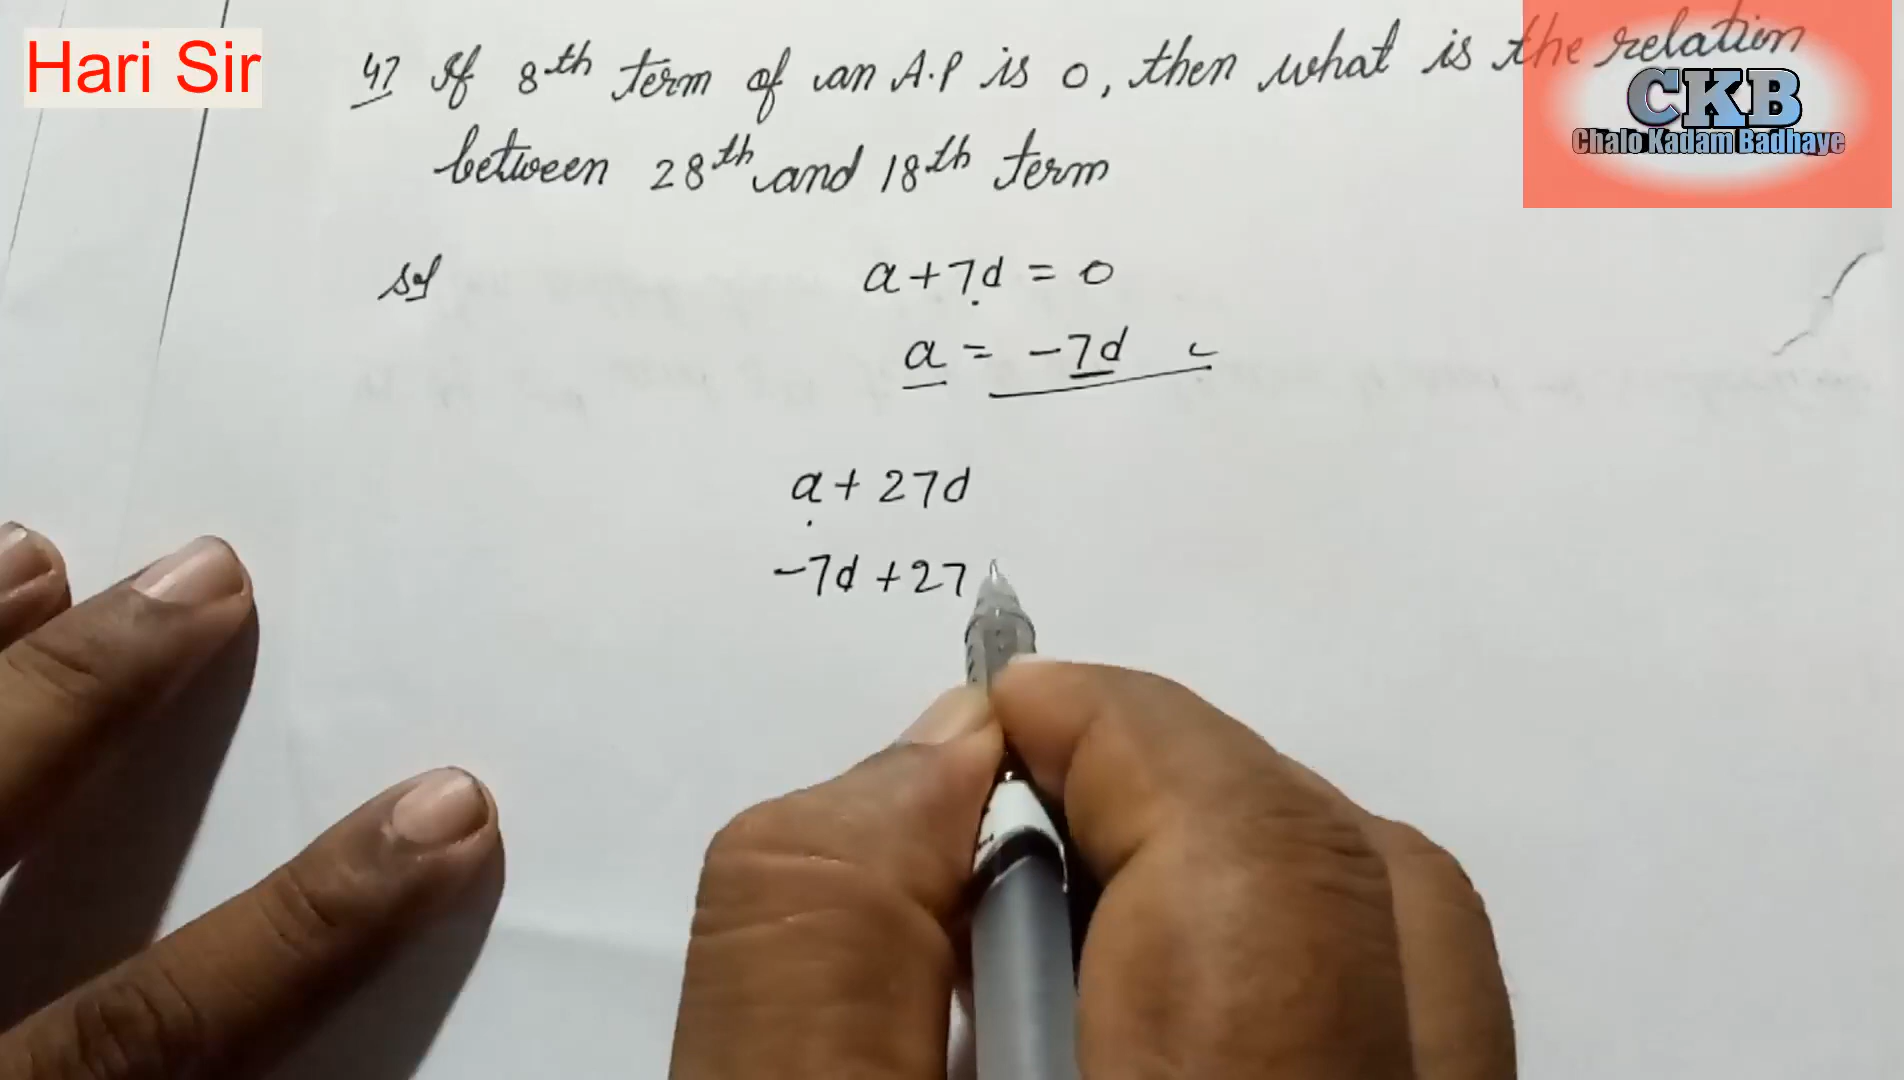 Hari Sir
47 If 8th term of an A.P is 0, then what is the relation
CKB
Chalo Kadam Badhaye
between 28th and 18th term
Sol
a + 7d = 0
a = -7d
a + 27d
-7d + 27